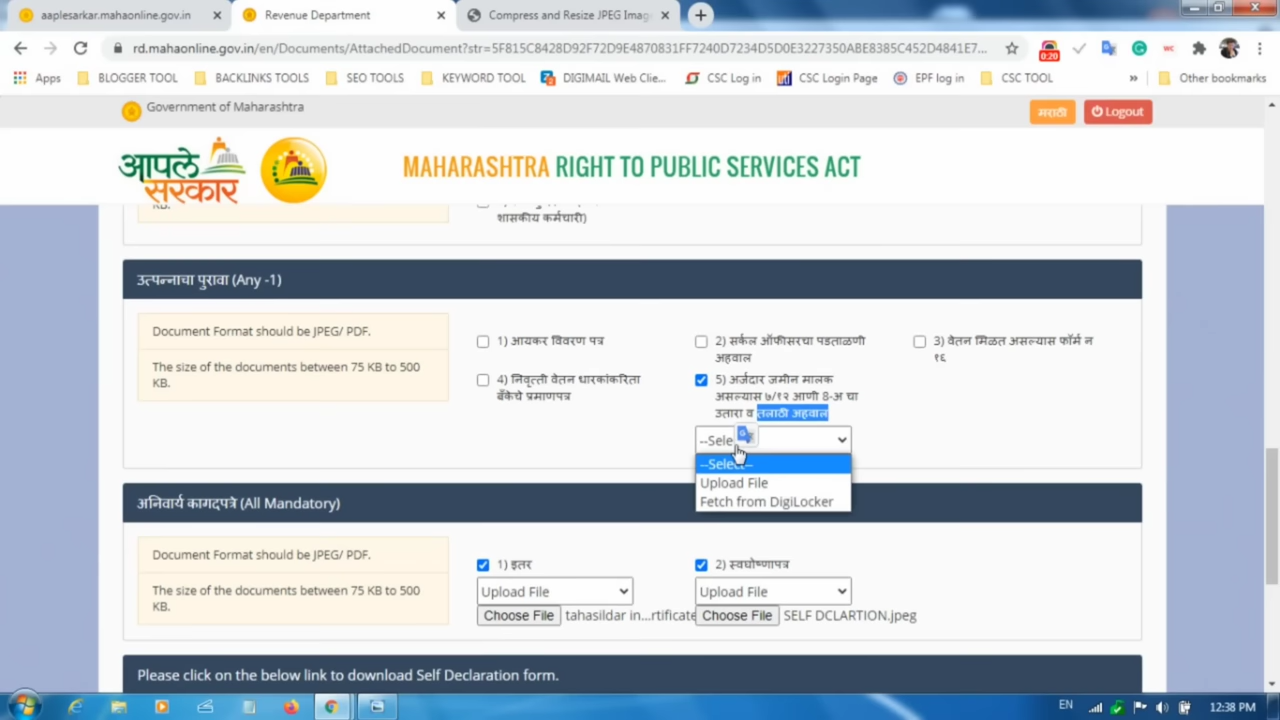 aaplesarkar.mahaonline.gov.in
Revenue Department
Compress and Resize JPEG Imag
rd.mahaonline.gov.in/en/Documents/AttachedDocument?str=5F815C8428D92F72D9E4870831FF7240D7234D5D0E3227350ABE8385C452D4841E7...
0:20
Apps
BLOGGER TOOL
BACKLINKS TOOLS
SEO TOOLS
KEYWORD TOOL
DIGIMAIL Web Clie...
CSC Log in
CSC Login Page
EPF log in
CSC TOOL
»
Other bookmarks
Government of Maharashtra
मराठी
Logout
आपले
सरकार
MAHARASHTRA RIGHT TO PUBLIC SERVICES ACT
KB.
शासकीय कर्मचारी)
उत्पन्नाचा पुरावा (Any -1)
Document Format should be JPEG/ PDF.
The size of the documents between 75 KB to 500
KB.
1) आयकर विवरण पत्र
2) सर्कल ऑफीसरचा पडताळणी
अहवाल
3) वेतन मिळत असल्यास फॉर्म न
१६
4) निवृत्ती वेतन धारकांकरिता
बँकेचे प्रमाणपत्र
5) अर्जदार जमीन मालक
असल्यास ७/१२ आणी 8-अ चा
उतारा व तलाठी अहवाल
--Sele
--Select--
Upload File
Fetch from DigiLocker
अनिवार्य कागदपत्रे (All Mandatory)
Document Format should be JPEG/ PDF.
The size of the documents between 75 KB to 500
KB.
1) इतर
Upload File
Choose File tahasildar in...rtificate
2) स्वघोष्णापत्र
Upload File
Choose File SELF DCLARTION.jpeg
Please click on the below link to download Self Declaration form.
EN
12:38 PM